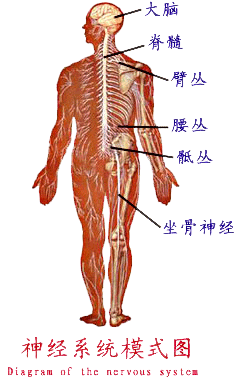 大脑
脊髓
臂丛
腰丛
骶丛
坐骨神经
神经系统模式图
Diagram of the nervous system